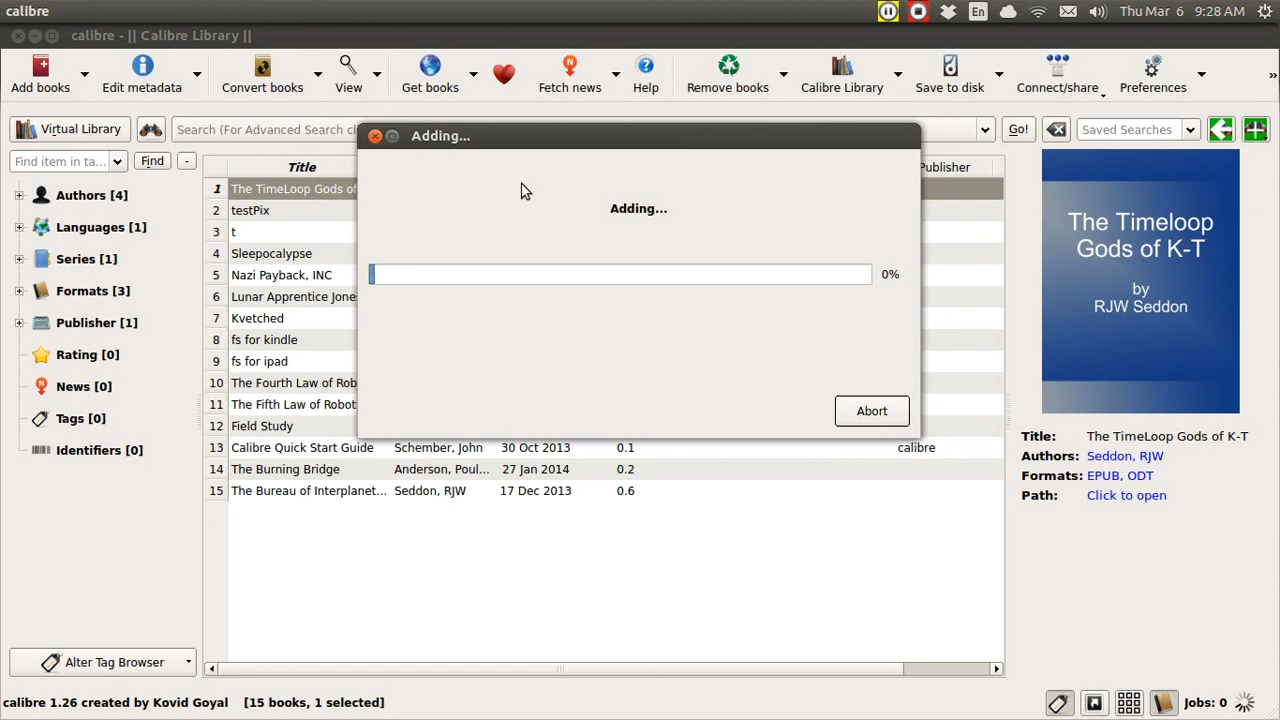 calibre
En
Thu Mar 6 9:28 AM
calibre - || Calibre Library ||
Add books
Edit metadata
Convert books
View
Get books
Fetch news
Help
Remove books
Calibre Library
Save to disk
Connect/share
Preferences
Virtual Library
Search (For Advanced Search cl
Go!
Saved Searches
Find item in ta...
Find
-
Authors [4]
Languages [1]
Series [1]
Formats [3]
Publisher [1]
Rating [0]
News [0]
Tags [0]
Identifiers [0]
Alter Tag Browser
Title
Publisher
1 The TimeLoop Gods of
2 testPix
3 t
4 Sleepocalypse
5 Nazi Payback, INC
6 Lunar Apprentice Jones
7 Kvetched
8 fs for kindle
9 fs for ipad
10 The Fourth Law of Rob
11 The Fifth Law of Robot
12 Field Study
13 Calibre Quick Start Guide Schember, John 30 Oct 2013 0.1 calibre
14 The Burning Bridge Anderson, Poul... 27 Jan 2014 0.2
15 The Bureau of Interplanet... Seddon, RJW 17 Dec 2013 0.6
Adding...
Adding...
0%
Abort
The Timeloop
Gods of K-T
by
RJW Seddon
Title: The TimeLoop Gods of K-T
Authors: Seddon, RJW
Formats: EPUB, ODT
Path: Click to open
calibre 1.26 created by Kovid Goyal [15 books, 1 selected]
Jobs: 0